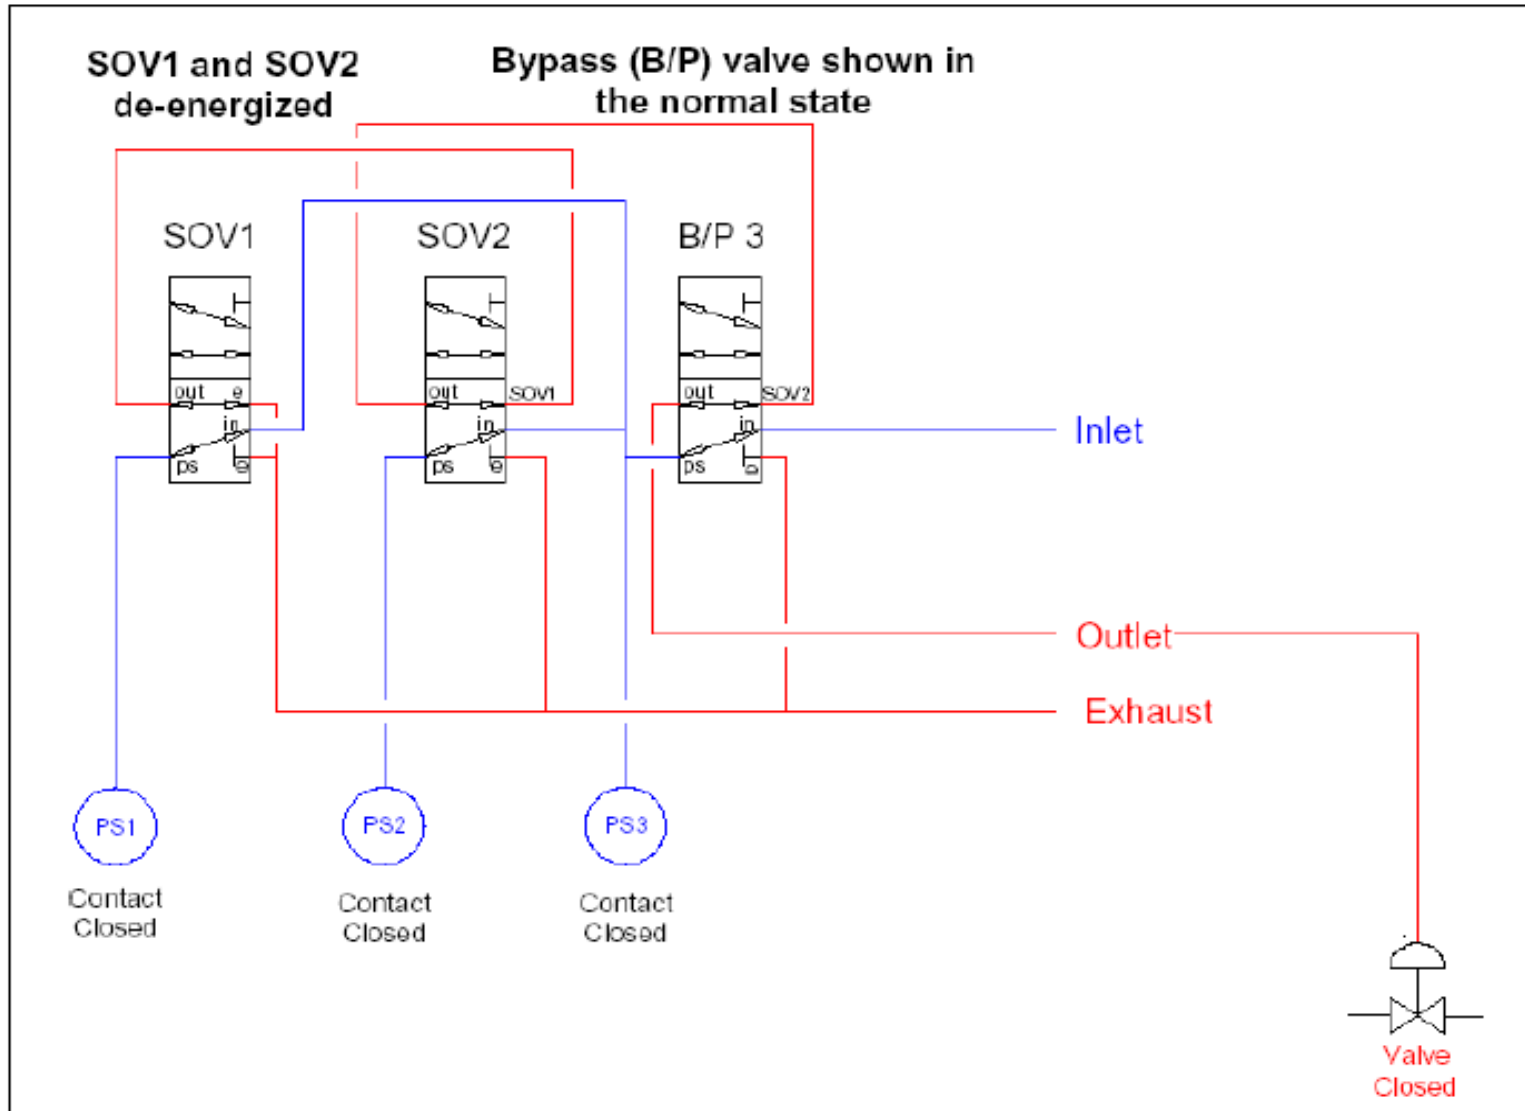 SOV1 and SOV2
de-energized
Bypass (B/P) valve shown in
the normal state
SOV1
SOV2
B/P 3
out e
in
ps e
out SOV1
in
ps e
out SOV2
in
ps e
Inlet
Outlet
Exhaust
PS1
PS2
PS3
Contact
Closed
Contact
Closed
Contact
Closed
Valve
Closed